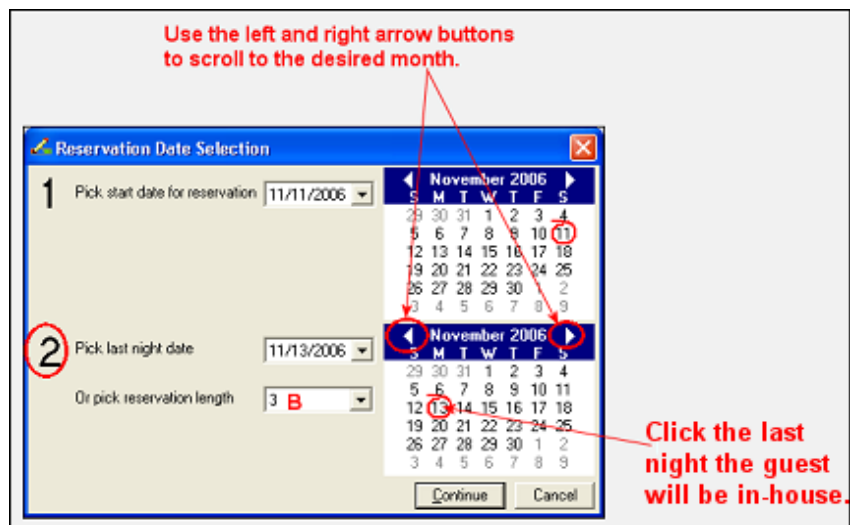 Use the left and right arrow buttons
to scroll to the desired month.
Reservation Date Selection
1 Pick start date for reservation 11/11/2006
November 2006
S M T W T F S
29 30 31 1 2 3 4
5 6 7 8 9 10 11
12 13 14 15 16 17 18
19 20 21 22 23 24 25
26 27 28 29 30 1 2
3 4 5 6 7 8 9
2 Pick last night date 11/13/2006
Or pick reservation length 3 B
November 2006
S M T W T F S
29 30 31 1 2 3 4
5 6 7 8 9 10 11
12 13 14 15 16 17 18
19 20 21 22 23 24 25
26 27 28 29 30 1 2
3 4 5 6 7 8 9
Continue Cancel
Click the last
night the guest
will be in-house.